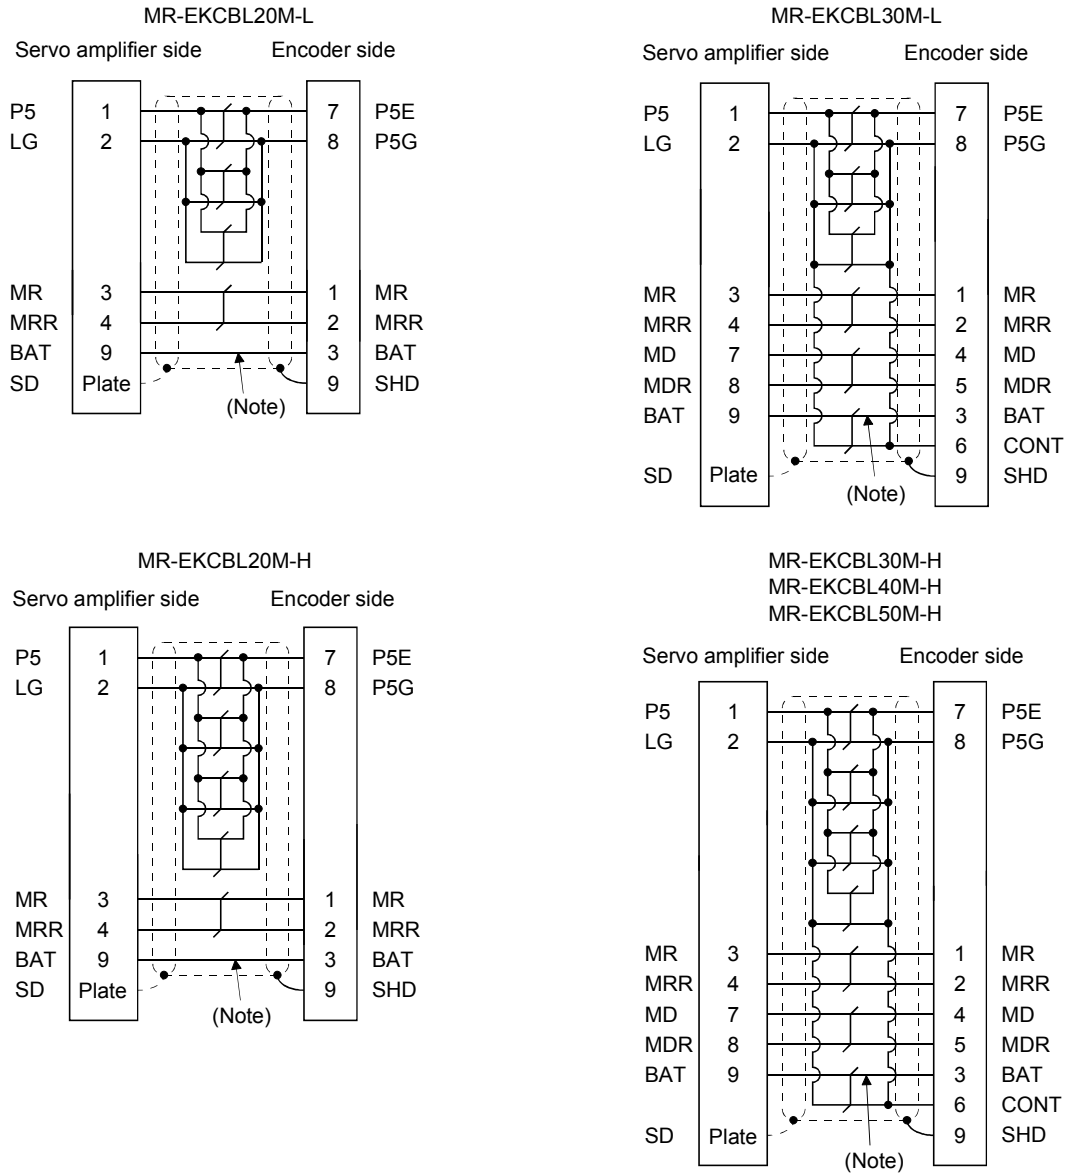 MR-EKCBL20M-L
Servo amplifier side Encoder side
P5 1 7 P5E
LG 2 8 P5G
MR 3 1 MR
MRR 4 2 MRR
BAT 9 3 BAT
SD Plate 9 SHD
(Note)
MR-EKCBL30M-L
Servo amplifier side Encoder side
P5 1 7 P5E
LG 2 8 P5G
MR 3 1 MR
MRR 4 2 MRR
MD 7 4 MD
MDR 8 5 MDR
BAT 9 3 BAT
6 CONT
SD Plate 9 SHD
(Note)
MR-EKCBL20M-H
Servo amplifier side Encoder side
P5 1 7 P5E
LG 2 8 P5G
MR 3 1 MR
MRR 4 2 MRR
BAT 9 3 BAT
SD Plate 9 SHD
(Note)
MR-EKCBL30M-H
MR-EKCBL40M-H
MR-EKCBL50M-H
Servo amplifier side Encoder side
P5 1 7 P5E
LG 2 8 P5G
MR 3 1 MR
MRR 4 2 MRR
MD 7 4 MD
MDR 8 5 MDR
BAT 9 3 BAT
6 CONT
SD Plate 9 SHD
(Note)